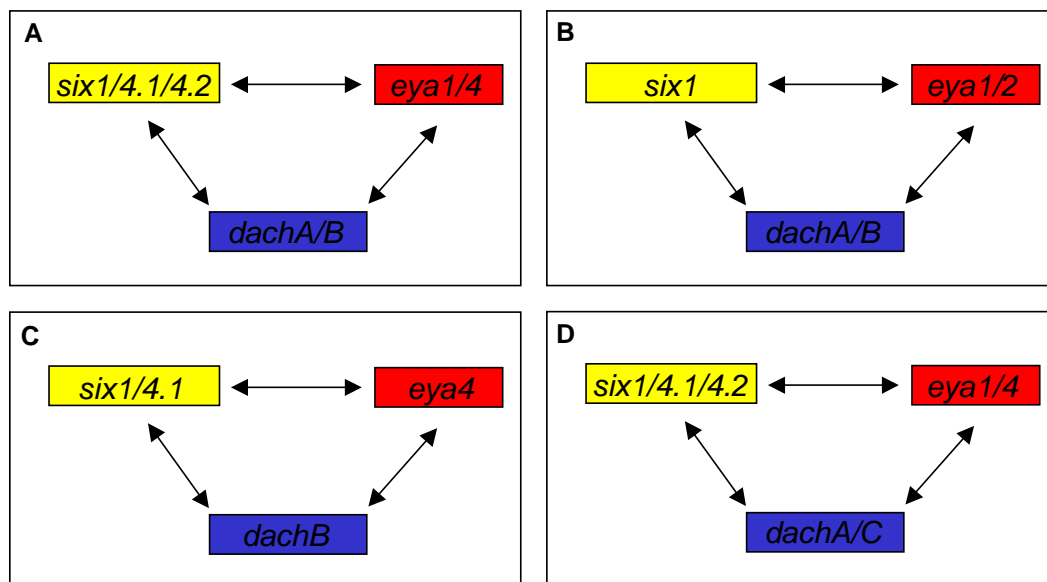 A
six1/4.1/4.2
eya1/4
dachA/B
B
six1
eya1/2
dachA/B
C
six1/4.1
eya4
dachB
D
six1/4.1/4.2
eya1/4
dachA/C